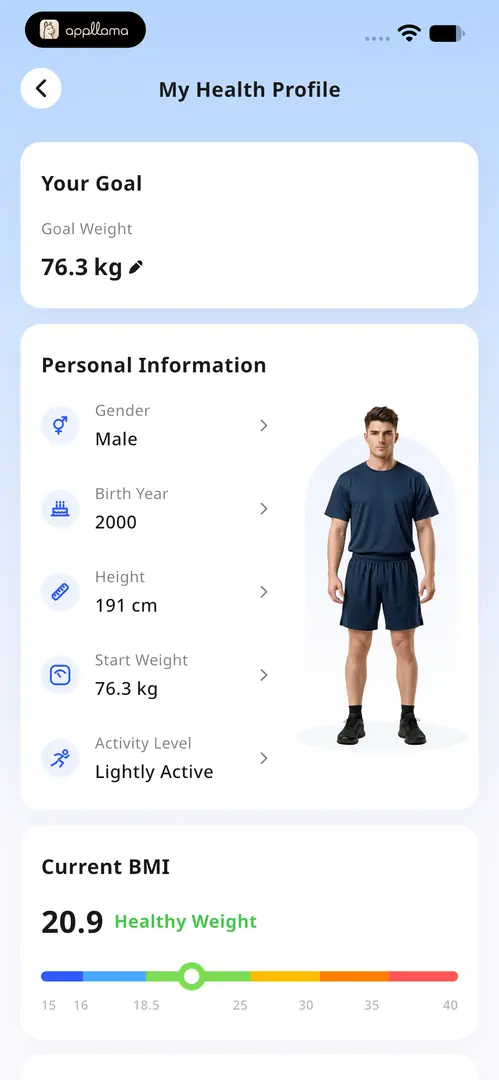 appllama
My Health Profile
Your Goal
Goal Weight
76.3 kg
Personal Information
Gender
Male
Birth Year
2000
Height
191 cm
Start Weight
76.3 kg
Activity Level
Lightly Active
Current BMI
20.9 Healthy Weight
15 16 18.5 25 30 35 40